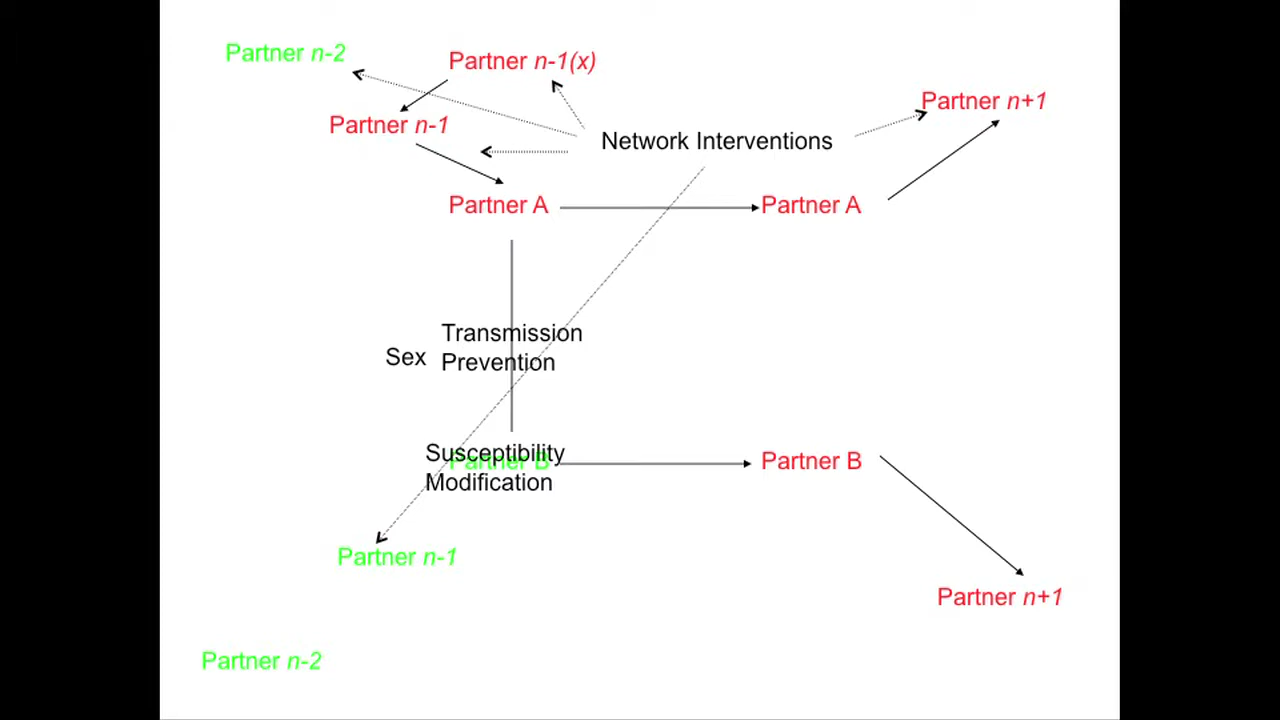 Partner n-2
Partner n-1(x)
Partner n+1
Partner n-1
Network Interventions
Partner A
Partner A
Transmission
Sex
Prevention
Susceptibility
Partner B
Partner B
Modification
Partner n-1
Partner n+1
Partner n-2